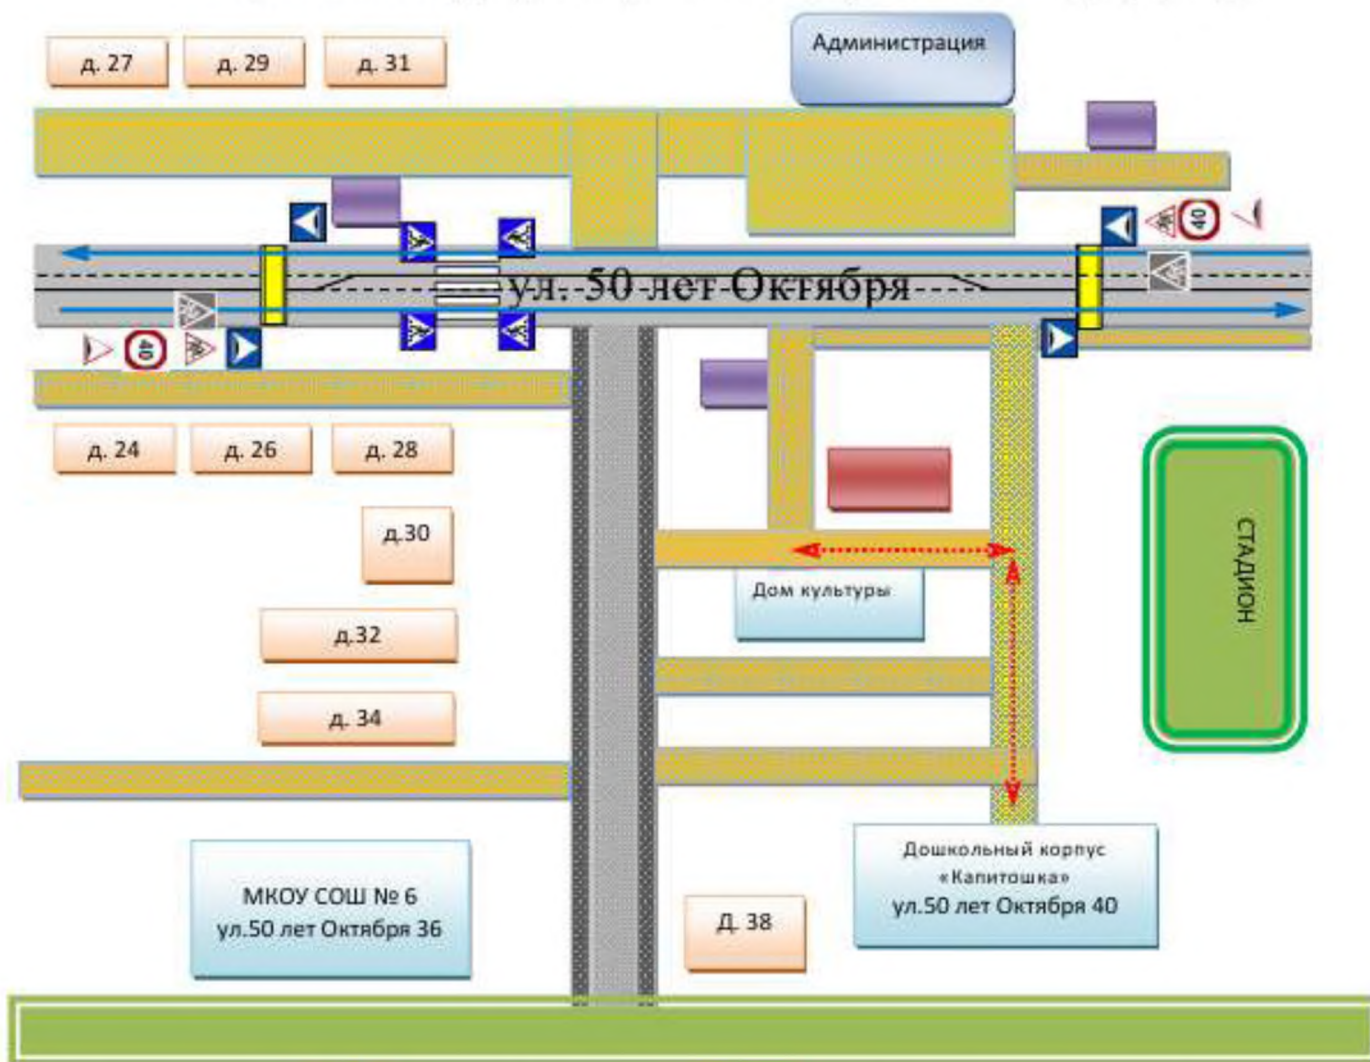 Администрация
д. 27
д. 29
д. 31
40
ул. 50 лет Октября
40
д. 24
д. 26
д. 28
д.30
СТАДИОН
Дом культуры
д.32
д. 34
МКОУ СОШ № 6
ул.50 лет Октября 36
Д. 38
Дошкольный корпус
«Капитошка»
ул.50 лет Октября 40